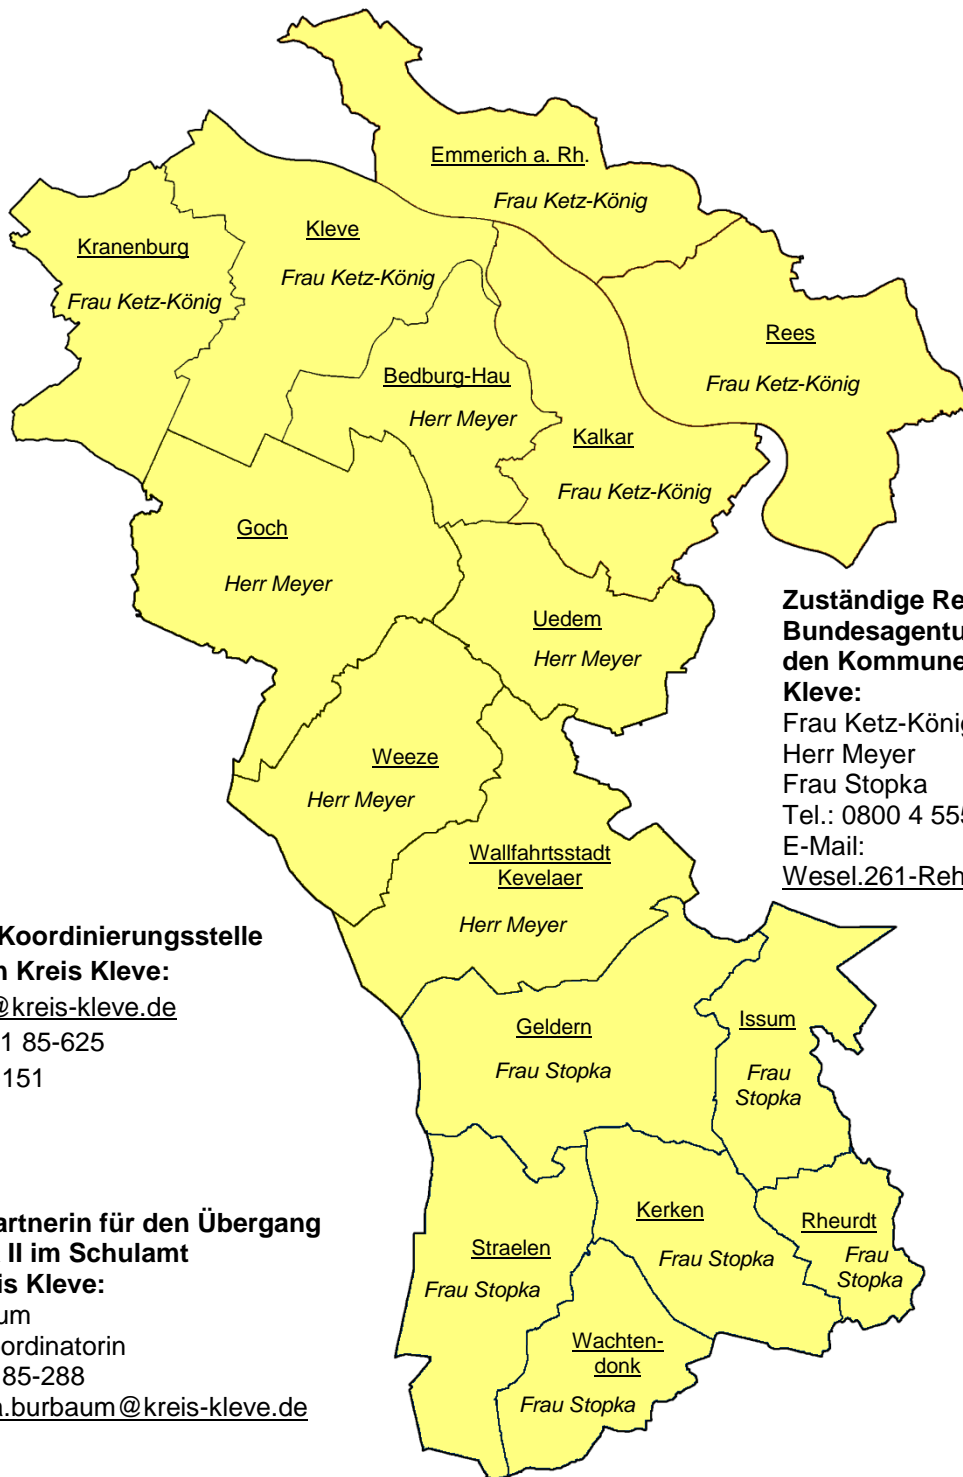 Emmerich a. Rh.
Frau Ketz-König
Kleve
Frau Ketz-König
Kranenburg
Frau Ketz-König
Rees
Frau Ketz-König
Bedburg-Hau
Herr Meyer
Kalkar
Frau Ketz-König
Goch
Herr Meyer
Uedem
Herr Meyer
Weeze
Herr Meyer
Wallfahrtsstadt
Kevelaer
Herr Meyer
Geldern
Frau Stopka
Issum
Frau
Stopka
Kerken
Frau Stopka
Rheurdt
Frau
Stopka
Straelen
Frau Stopka
Wachten-
donk
Frau Stopka
Zuständige Re
Bundesagentu
den Kommune
Kleve:
Frau Ketz-König
Herr Meyer
Frau Stopka
Tel.: 0800 4 555
E-Mail:
Wesel.261-Reh
Koordinierungsstelle
Kreis Kleve:
@kreis-kleve.de
1 85-625
151
artnerin für den Übergang
II im Schulamt
is Kleve:
um
ordinatorin
85-288
a.burbaum@kreis-kleve.de